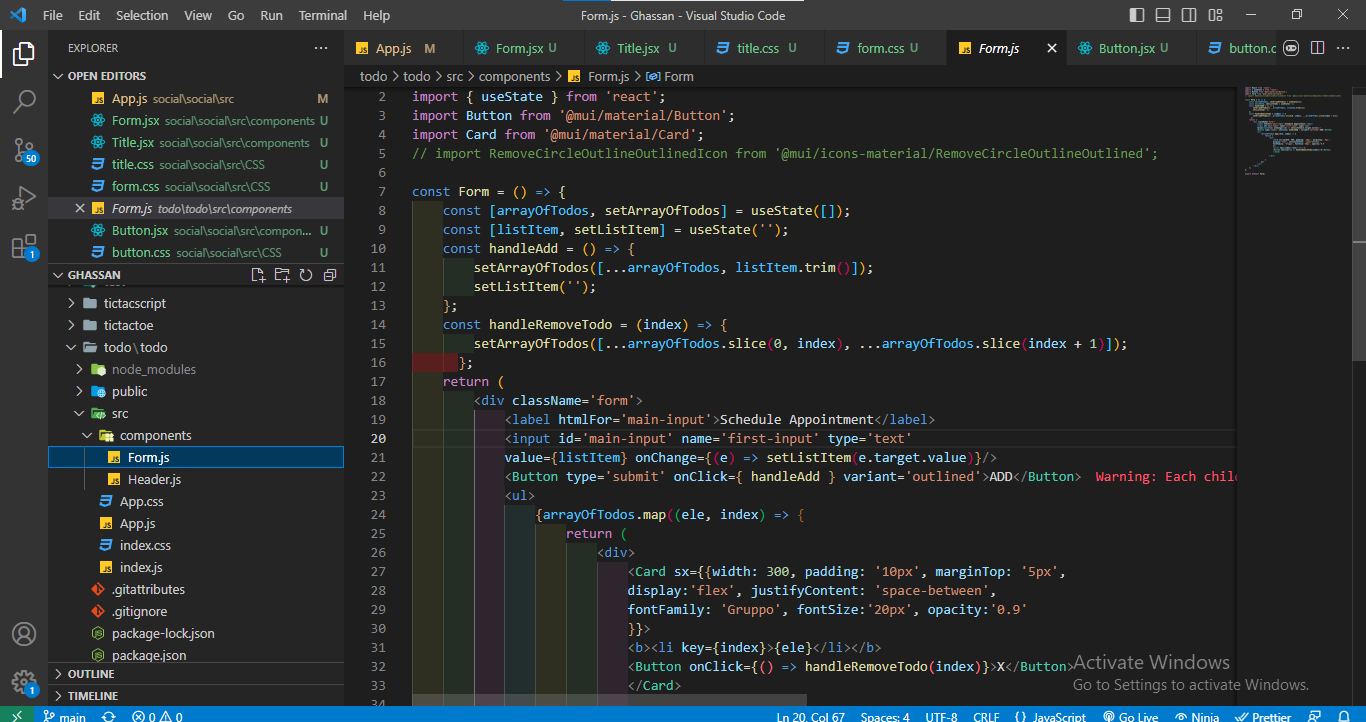 File Edit Selection View Go Run Terminal Help Form.js - Ghassan - Visual Studio Code
EXPLORER
App.js M Form.jsx U Title.jsx U title.css U form.css U Form.js Button.jsx U button.c
todo > todo > src > components > Form.js > Form
OPEN EDITORS
App.js social\social\src M
Form.jsx social\social\src\components U
Title.jsx social\social\src\components U
title.css social\social\src\CSS U
form.css social\social\src\CSS U
Form.js todo\todo\src\components
Button.jsx social\social\src\compon... U
button.css social\social\src\CSS U
GHASSAN
tictacscript
tictactoe
todo \ todo
node_modules
public
src
components
Form.js
Header.js
App.css
App.js
index.css
index.js
.gitattributes
.gitignore
package-lock.json
package.json
OUTLINE
TIMELINE
50
1
1
2 import { useState } from 'react';
3 import Button from '@mui/material/Button';
4 import Card from '@mui/material/Card';
5 // import RemoveCircleOutlineOutlinedIcon from '@mui/icons-material/RemoveCircleOutlineOutlined';
6
7 const Form = () => {
8 const [arrayOfTodos, setArrayOfTodos] = useState([]);
9 const [listItem, setListItem] = useState('');
10 const handleAdd = () => {
11 setArrayOfTodos([...arrayOfTodos, listItem.trim()]);
12 setListItem('');
13 };
14 const handleRemoveTodo = (index) => {
15 setArrayOfTodos([...arrayOfTodos.slice(0, index), ...arrayOfTodos.slice(index + 1)]);
16 };
17 return (
18 <div className='form'>
19 <label htmlFor='main-input'>Schedule Appointment</label>
20 <input id='main-input' name='first-input' type='text'
21 value={listItem} onChange={(e) => setListItem(e.target.value)}/>
22 <Button type='submit' onClick={ handleAdd } variant='outlined'>ADD</Button> Warning: Each chil
23 <ul>
24 {arrayOfTodos.map((ele, index) => {
25 return (
26 <div>
27 <Card sx={{width: 300, padding: '10px', marginTop: '5px',
28 display:'flex', justifyContent: 'space-between',
29 fontFamily: 'Gruppo', fontSize:'20px', opacity:'0.9'
30 }}>
31 <b><li key={index}>{ele}</li></b>
32 <Button onClick={() => handleRemoveTodo(index)}>X</Button>
33 </Card>
34
Activate Windows
Go to Settings to activate Windows.
main 0 0 Ln 20, Col 67 Spaces: 4 UTF-8 CRLF {} JavaScript Go Live Ninja Prettier